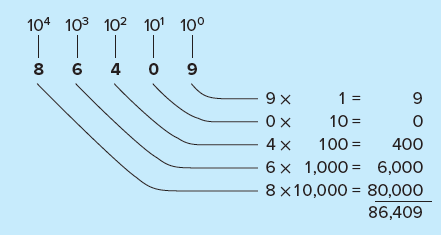 10⁴ 10³ 10² 10¹ 10⁰
8 6 4 0 9
9 × 1 = 9
0 × 10 = 0
4 × 100 = 400
6 × 1,000 = 6,000
8 × 10,000 = 80,000
86,409